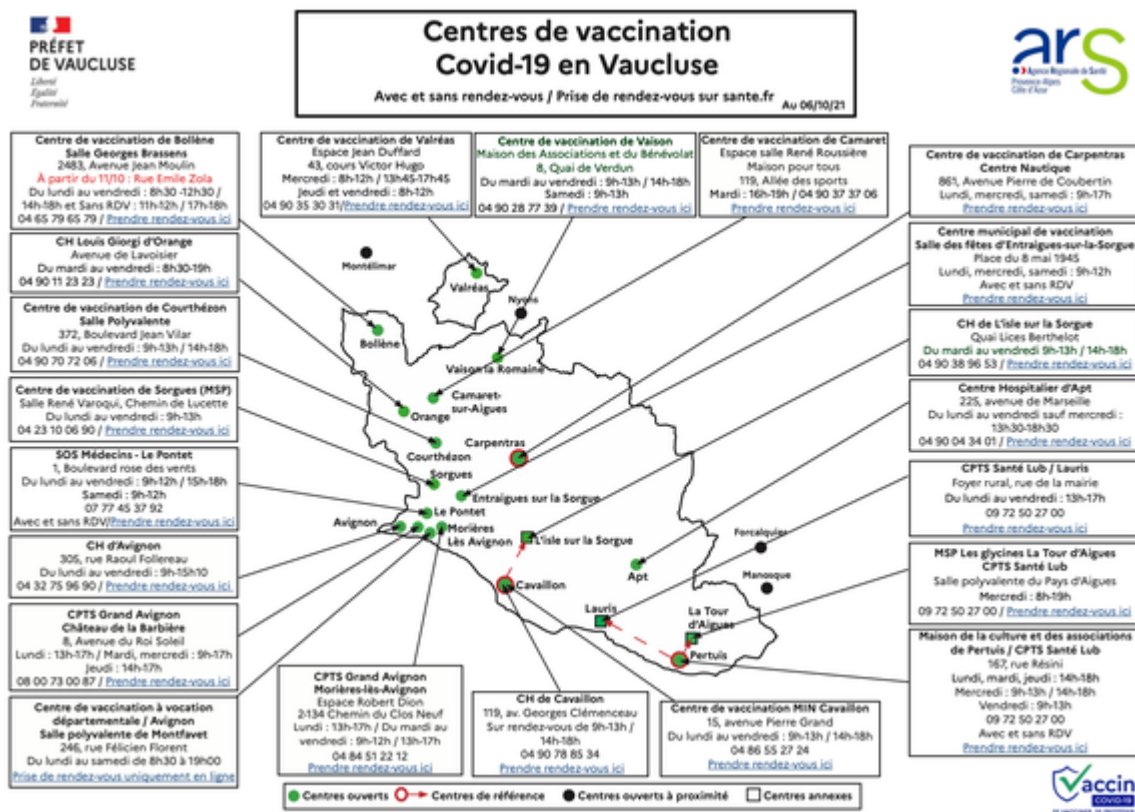 PRÉFET
DE VAUCLUSE
Liberté
Égalité
Fraternité
Centres de vaccination
Covid-19 en Vaucluse
Avec et sans rendez-vous / Prise de rendez-vous sur sante.fr
Au 06/10/21
ars
Agence Régionale de Santé
Provence-Alpes
Côte d'Azur
Centre de vaccination de Bollène
Salle Georges Brassens
2483, Avenue Jean Moulin
À partir du 11/10 : Rue Emile Zola
Du lundi au vendredi : 8h30 -12h30 /
14h-18h et Sans RDV : 11h-12h / 17h-18h
04 65 79 65 79 / Prendre rendez-vous ici
Centre de vaccination de Valréas
Espace Jean Duffard
43, cours Victor Hugo
Mercredi : 8h-12h / 13h45-17h45
Jeudi et vendredi : 8h-12h
04 90 35 30 31/Prendre rendez-vous ici
Centre de vaccination de Vaison
Maison des Associations et du Bénévolat
8, Quai de Verdun
Du mardi au vendredi : 9h-13h / 14h-18h
Samedi : 9h-13h
04 90 28 77 39 / Prendre rendez-vous ici
Centre de vaccination de Camaret
Espace salle René Roussière
Maison pour tous
119, Allée des sports
Mardi : 16h-19h / 04 90 37 37 06
Prendre rendez-vous ici
Centre de vaccination de Carpentras
Centre Nautique
861, Avenue Pierre de Coubertin
Lundi, mercredi, samedi : 9h-17h
Prendre rendez-vous ici
CH Louis Giorgi d'Orange
Avenue de Lavoisier
Du mardi au vendredi : 8h30-19h
04 90 11 23 23 / Prendre rendez-vous ici
Centre municipal de vaccination
Salle des fêtes d'Entraigues-sur-la-Sorgue
Place du 8 mai 1945
Lundi, mercredi, samedi : 9h-12h
Avec et sans RDV
Prendre rendez-vous ici
Centre de vaccination de Courthézon
Salle Polyvalente
372, Boulevard Jean Vilar
Du lundi au vendredi : 9h-13h / 14h-18h
04 90 70 72 06 / Prendre rendez-vous ici
CH de L'isle sur la Sorgue
Quai Lices Berthelot
Du mardi au vendredi 9h-13h / 14h-18h
04 90 38 96 53 / Prendre rendez-vous ici
Centre de vaccination de Sorgues (MSP)
Salle René Varoqui, Chemin de Lucette
Du lundi au vendredi : 9h-13h
04 23 10 06 90 / Prendre rendez-vous ici
Centre Hospitalier d'Apt
225, avenue de Marseille
Du lundi au vendredi sauf mercredi :
13h30-18h30
04 90 04 34 01 / Prendre rendez-vous ici
SOS Médecins - Le Pontet
1, Boulevard rose des vents
Du lundi au vendredi : 9h-12h / 15h-18h
Samedi : 9h-12h
07 77 45 37 92
Avec et sans RDV/Prendre rendez-vous ici
CPTS Santé Lub / Lauris
Foyer rural, rue de la mairie
Du lundi au vendredi : 13h-17h
09 72 50 27 00
Prendre rendez-vous ici
CH d'Avignon
305, rue Raoul Follereau
Du lundi au vendredi : 9h-15h10
04 32 75 96 90 / Prendre rendez-vous ici
MSP Les glycines La Tour d'Aigues
CPTS Santé Lub
Salle polyvalente du Pays d'Aigues
Mercredi : 8h-19h
09 72 50 27 00 / Prendre rendez-vous ici
CPTS Grand Avignon
Château de la Barbière
8, Avenue du Roi Soleil
Lundi : 13h-17h / Mardi, mercredi : 9h-17h
Jeudi : 14h-17h
08 00 73 00 87 / Prendre rendez-vous ici
Maison de la culture et des associations
de Pertuis / CPTS Santé Lub
167, rue Résini
Lundi, mardi, jeudi : 14h-18h
Mercredi : 9h-13h / 14h-18h
Vendredi : 9h-13h
09 72 50 27 00
Avec et sans RDV
Prendre rendez-vous ici
Centre de vaccination à vocation
départementale / Avignon
Salle polyvalente de Montfavet
246, rue Félicien Florent
Du lundi au samedi de 8h30 à 19h00
Prise de rendez-vous uniquement en ligne
CPTS Grand Avignon
Morières-lès-Avignon
Espace Robert Dion
2-134 Chemin du Clos Neuf
Lundi : 13h-17h / Du mardi au
vendredi : 9h-12h / 13h-17h
04 84 51 22 12
Prendre rendez-vous ici
CH de Cavaillon
119, av. Georges Clémenceau
Sur rendez-vous de 9h-13h /
14h-18h
04 90 78 85 34
Prendre rendez-vous ici
Centre de vaccination MIN Cavaillon
15, avenue Pierre Grand
Du lundi au vendredi : 9h-13h / 14h-18h
04 86 55 27 24
Prendre rendez-vous ici
Montélimar
Valréas
Nyons
Bollène
Vaison la Romaine
Camaret-
sur-Aigues
Orange
Carpentras
Courthézon
Sorgues
Entraigues sur la Sorgue
Le Pontet
Avignon
Morières
Lès Avignon
L'isle sur la Sorgue
Forcalquier
Apt
Cavaillon
Manosque
Lauris
La Tour
d'Aigues
Pertuis
Centres ouverts
Centres de référence
Centres ouverts à proximité
Centres annexes
Vaccin
COVID19